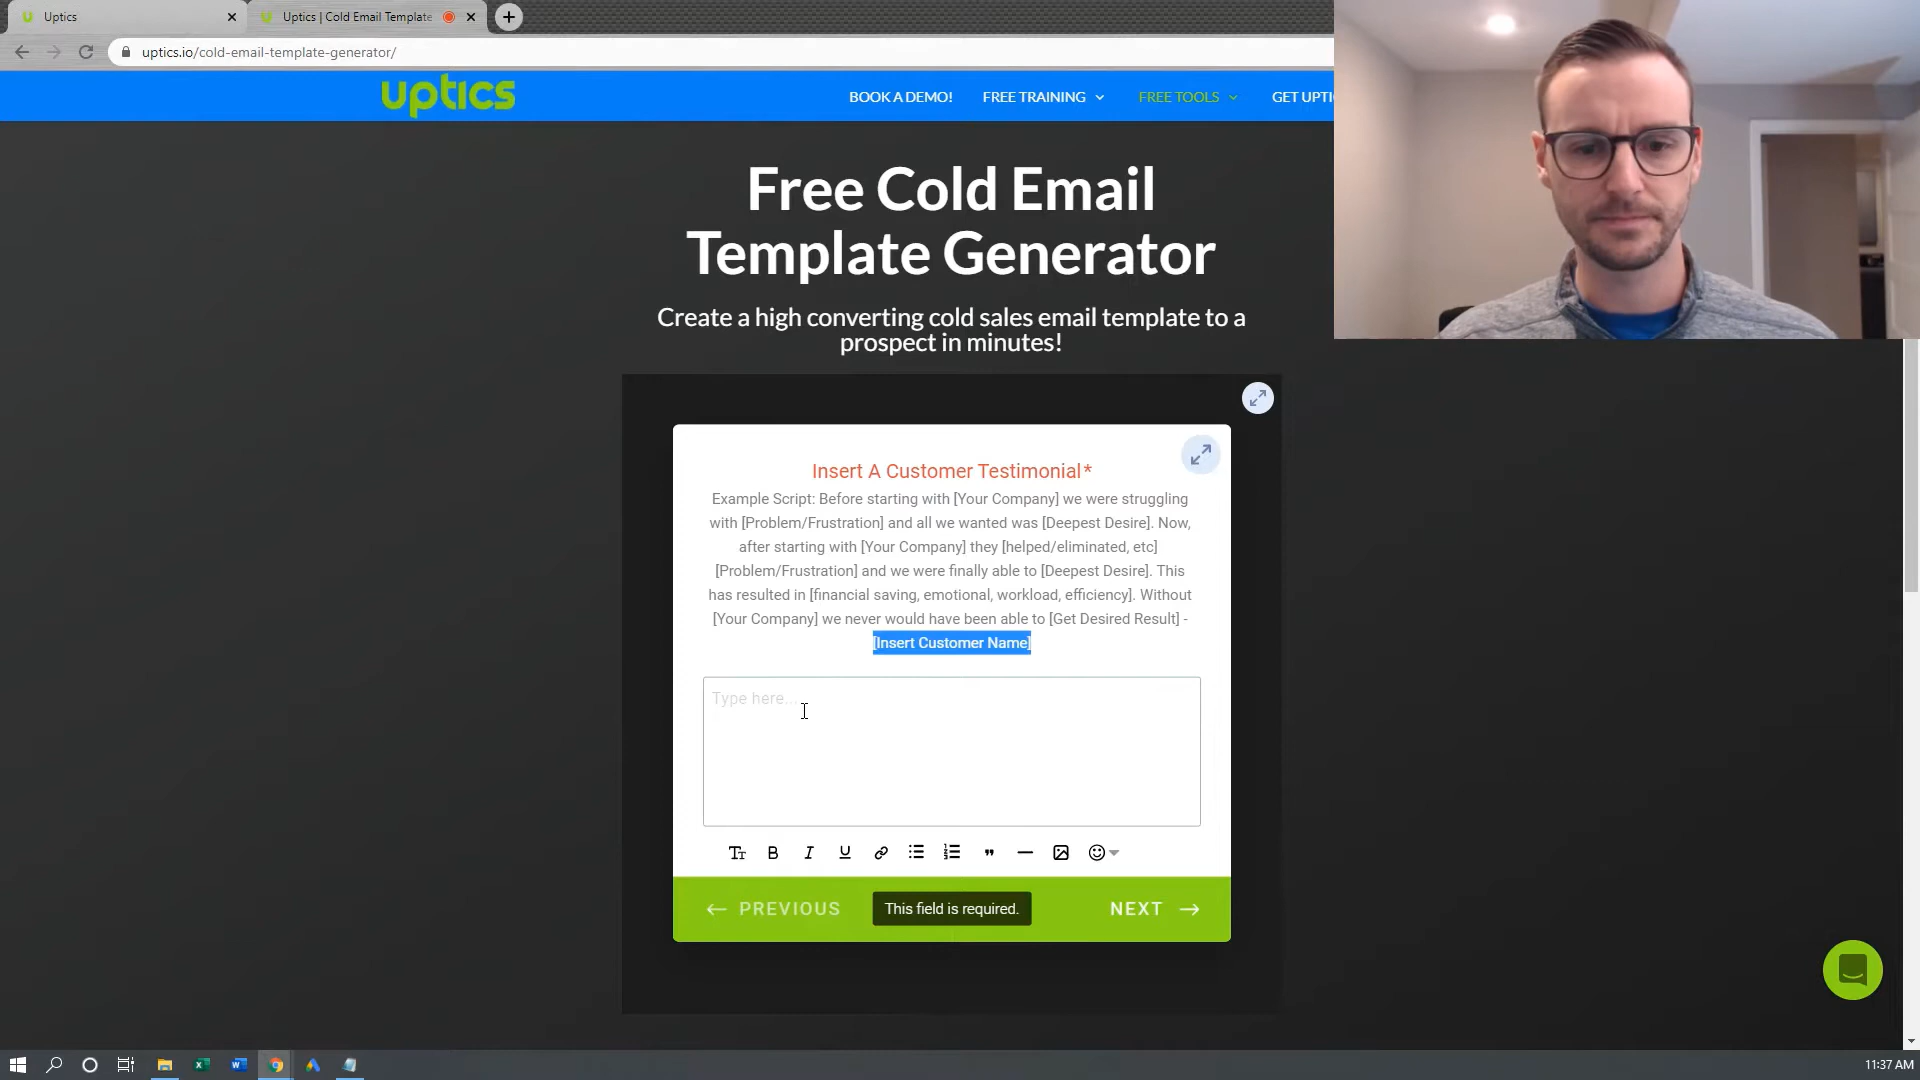 Uptics
Uptics | Cold Email Template
uptics.io/cold-email-template-generator/
uptics
BOOK A DEMO!
FREE TRAINING
FREE TOOLS
GET UPTI
Free Cold Email
Template Generator
Create a high converting cold sales email template to a
prospect in minutes!
Insert A Customer Testimonial*
Example Script: Before starting with [Your Company] we were struggling
with [Problem/Frustration] and all we wanted was [Deepest Desire]. Now,
after starting with [Your Company] they [helped/eliminated, etc]
[Problem/Frustration] and we were finally able to [Deepest Desire]. This
has resulted in [financial saving, emotional, workload, efficiency]. Without
[Your Company] we never would have been able to [Get Desired Result] -
[Insert Customer Name]
Type here...
← PREVIOUS
This field is required.
NEXT →
11:37 AM